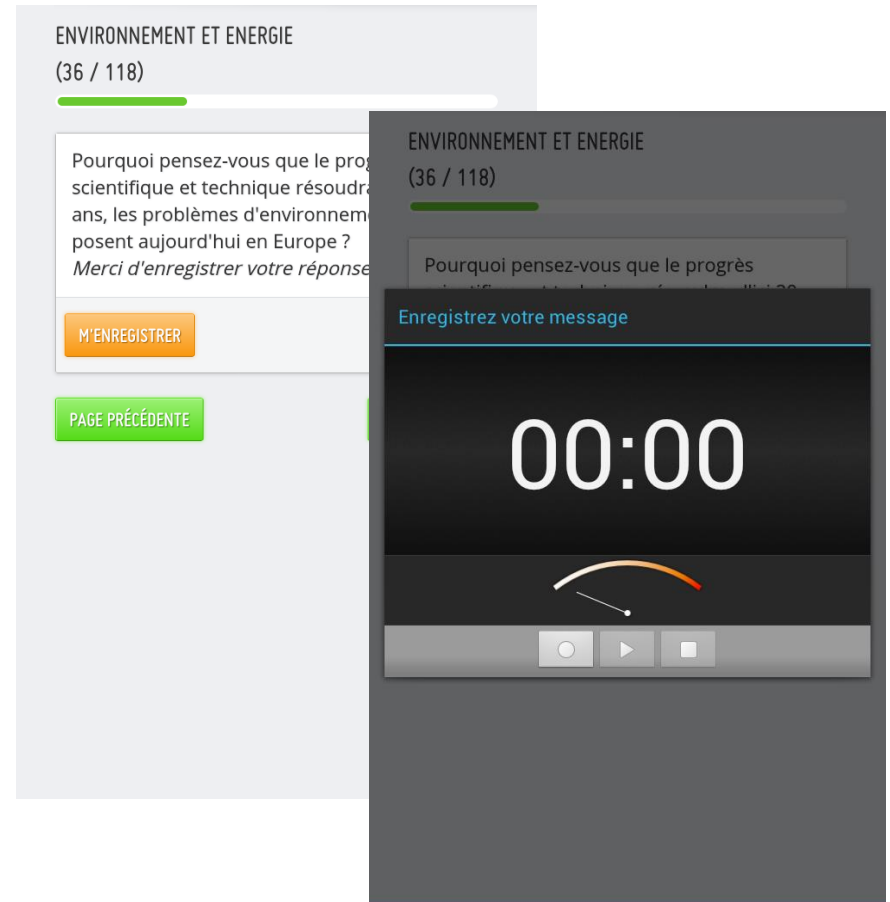 ENVIRONNEMENT ET ENERGIE
(36 / 118)
Pourquoi pensez-vous que le prog
scientifique et technique résoudra
ans, les problèmes d'environnem
posent aujourd'hui en Europe ?
Merci d'enregistrer votre réponse
M'ENREGISTRER
PAGE PRÉCÉDENTE
ENVIRONNEMENT ET ENERGIE
(36 / 118)
Pourquoi pensez-vous que le progrès
Enregistrez votre message
00:00